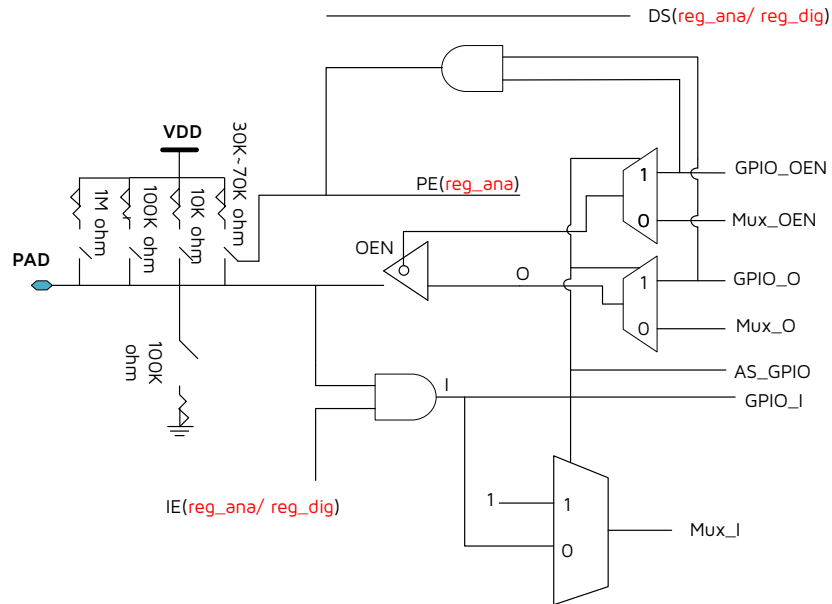 DS(reg_ana/ reg_dig)
VDD
30K~70K ohm
10K ohm
100K ohm
1M ohm
PE(reg_ana)
1
0
GPIO_OEN
Mux_OEN
OEN
PAD
O
1
0
GPIO_O
Mux_O
100K
ohm
AS_GPIO
I
GPIO_I
IE(reg_ana/ reg_dig)
1
1
0
Mux_I